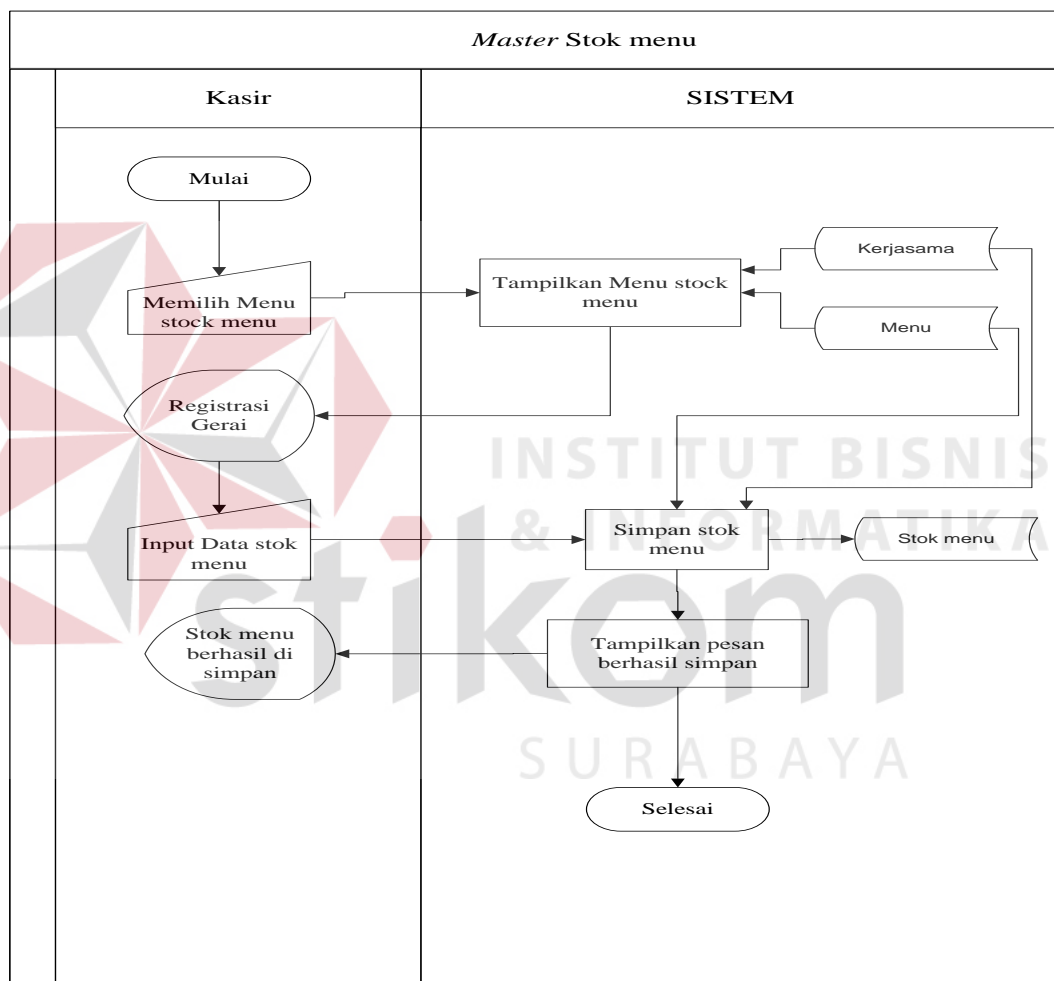 Master Stok menu
Kasir
SISTEM
Mulai
Kerjasama
Memilih Menu
stock menu
Tampilkan Menu stock
menu
Menu
Registrasi
Gerai
INSTITUT BISNIS
& INFORMATIKA
Input Data stok
menu
Simpan stok
menu
Stok menu
stikom
Stok menu
berhasil di
simpan
Tampilkan pesan
berhasil simpan
SURABAYA
Selesai